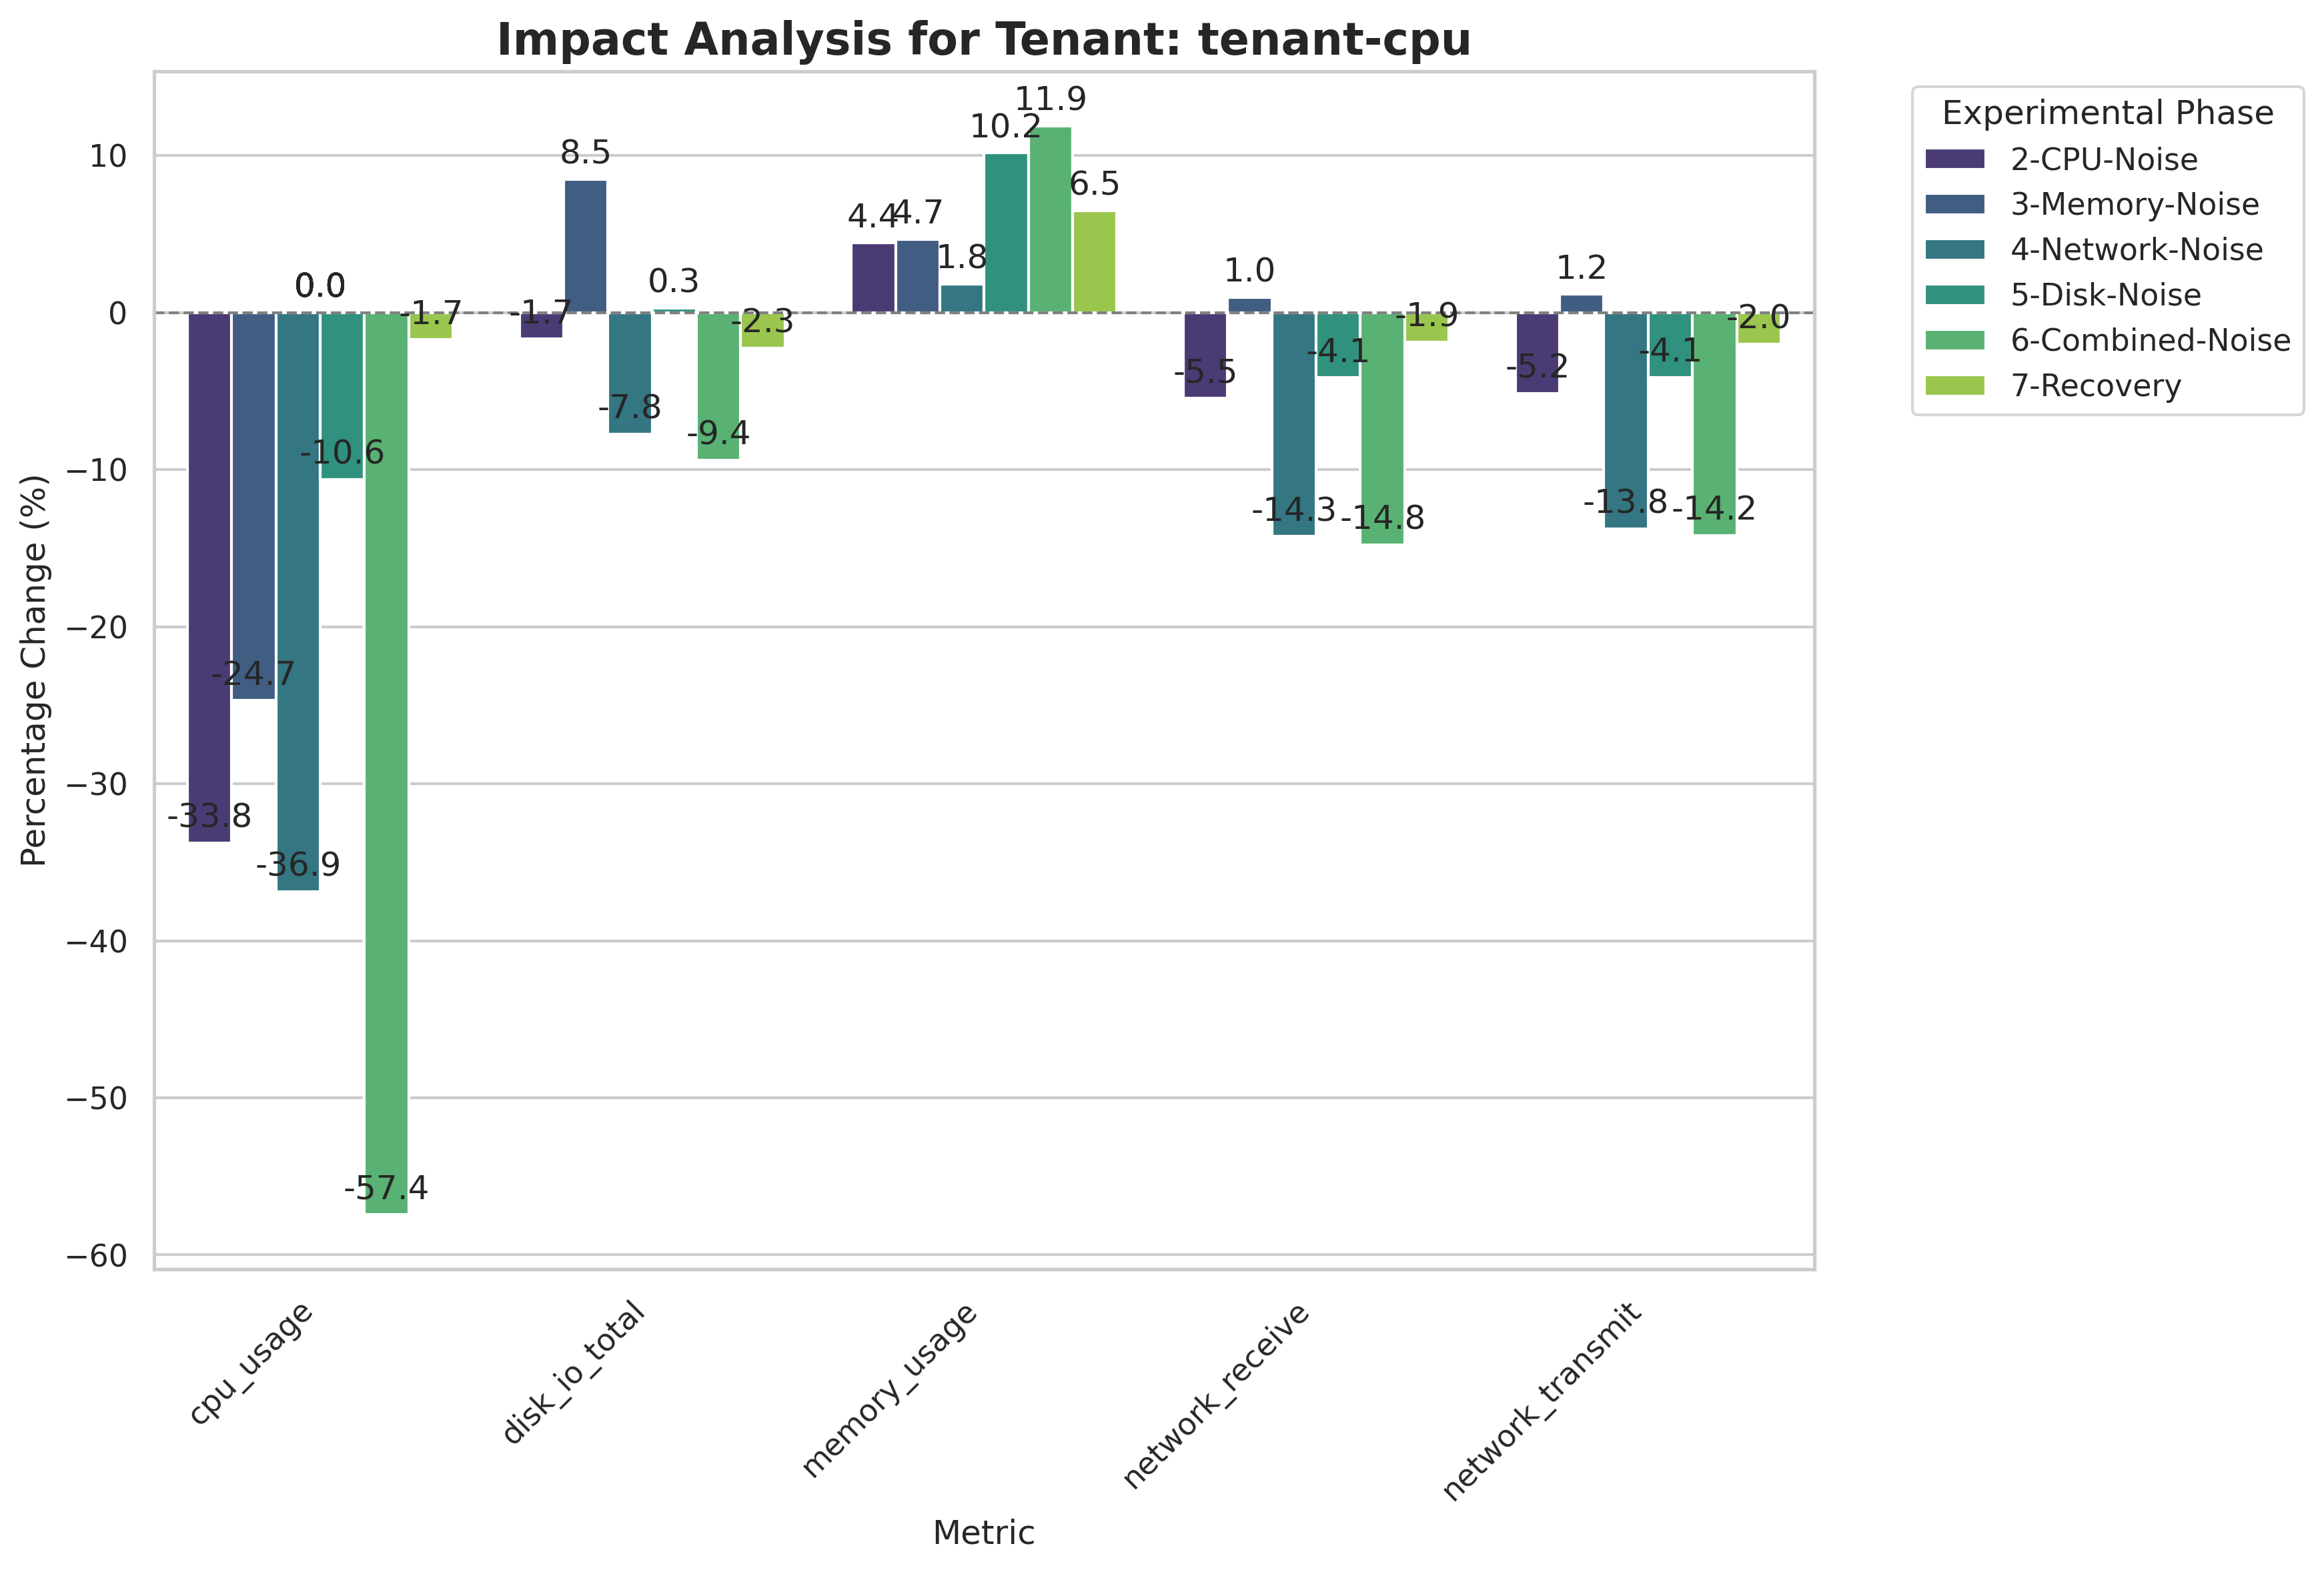 Impact Analysis for Tenant: tenant-cpu
Percentage Change (%)
10
0
−10
−20
−30
−40
−50
−60
-33.8
-24.7
-36.9
0.0
-10.6
-57.4
-1.7
-1.7
8.5
-7.8
0.3
-9.4
-2.3
4.4
4.7
1.8
10.2
11.9
6.5
-5.5
1.0
-14.3
-4.1
-14.8
-1.9
-5.2
1.2
-13.8
-4.1
-14.2
-2.0
cpu_usage
disk_io_total
memory_usage
network_receive
network_transmit
Metric
Experimental Phase
2-CPU-Noise
3-Memory-Noise
4-Network-Noise
5-Disk-Noise
6-Combined-Noise
7-Recovery